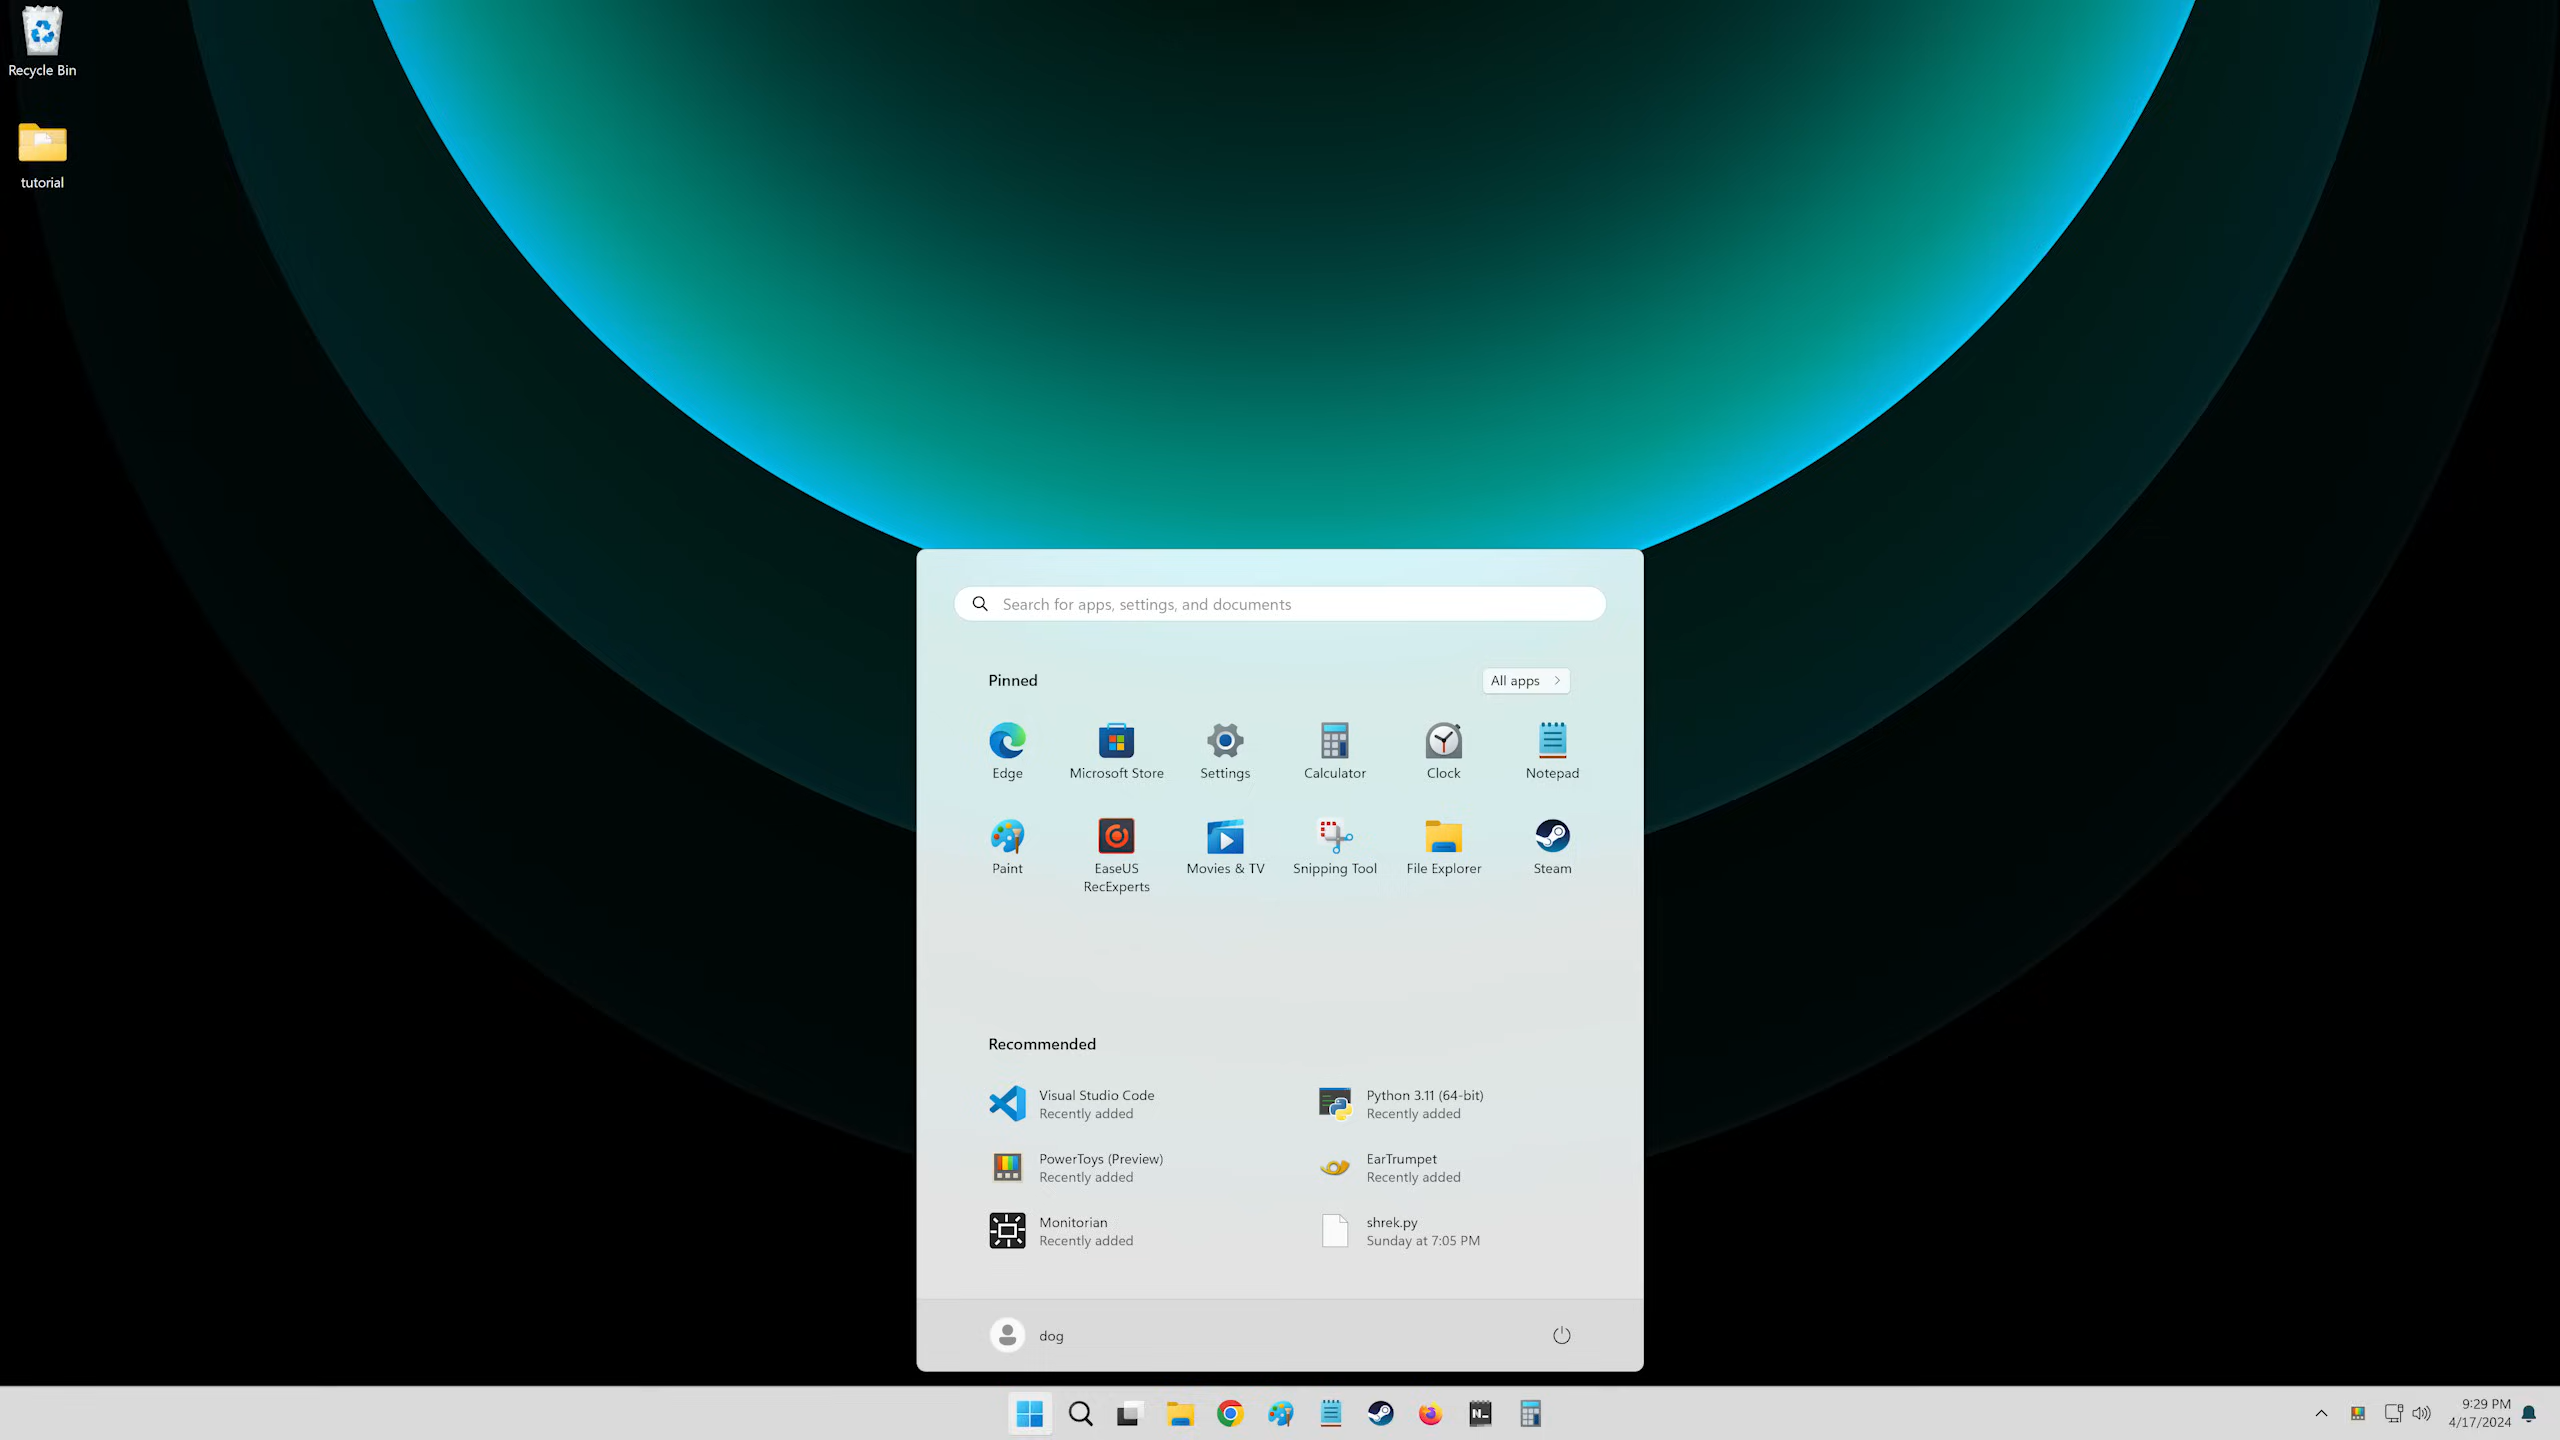 Recycle Bin
tutorial
Search for apps, settings, and documents
Pinned
All apps
Edge
Microsoft Store
Settings
Calculator
Clock
Notepad
Paint
EaseUS
RecExperts
Movies & TV
Snipping Tool
File Explorer
Steam
Recommended
Visual Studio Code
Recently added
Python 3.11 (64-bit)
Recently added
PowerToys (Preview)
Recently added
EarTrumpet
Recently added
Monitorian
Recently added
shrek.py
Sunday at 7:05 PM
dog
9:29 PM
4/17/2024